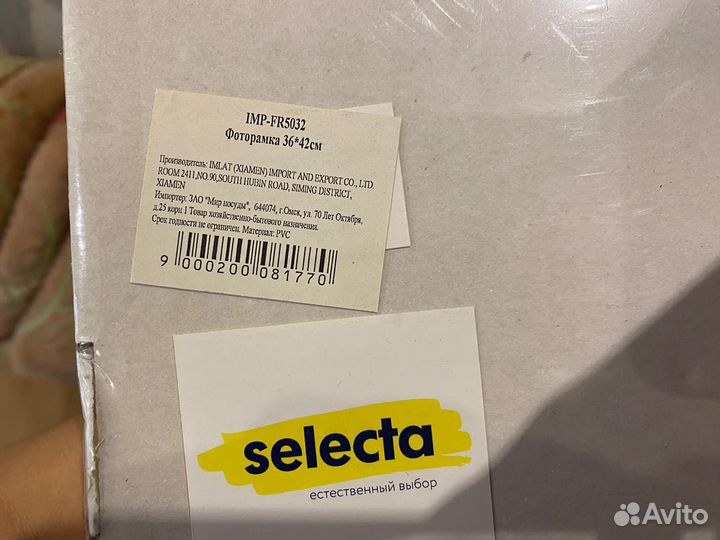 IMP-FR5032
Фоторамка 36*42см
Производитель: IMLAT (XIAMEN) IMPORT AND EXPORT CO., LTD.
ROOM 2411,NO.90,SOUTH HUBIN ROAD, SIMING DISTRICT,
XIAMEN
Импортер: ЗАО "Мир посуды", 644074, г.Омск, ул. 70 Лет Октября,
д.25 корп 1 Товар хозяйственно-бытового назначения.
Срок годности не ограничен. Материал: PVC
9 000200 081770
selecta
естественный выбор
Avito